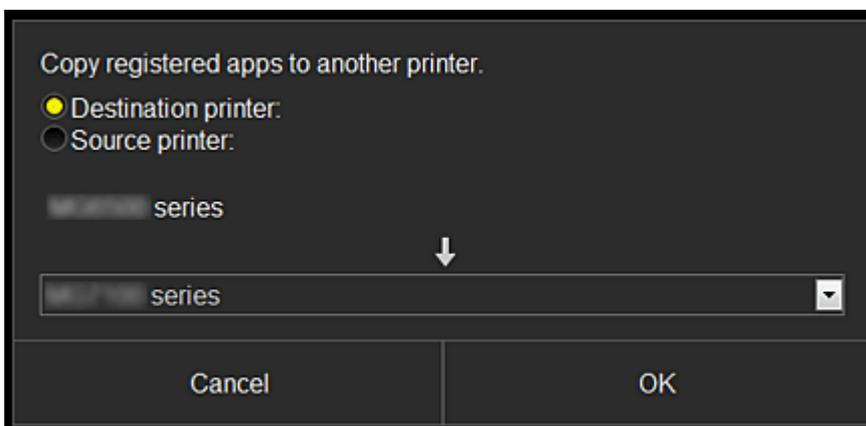 Copy registered apps to another printer.
Destination printer:
Source printer:
series
series
Cancel
OK